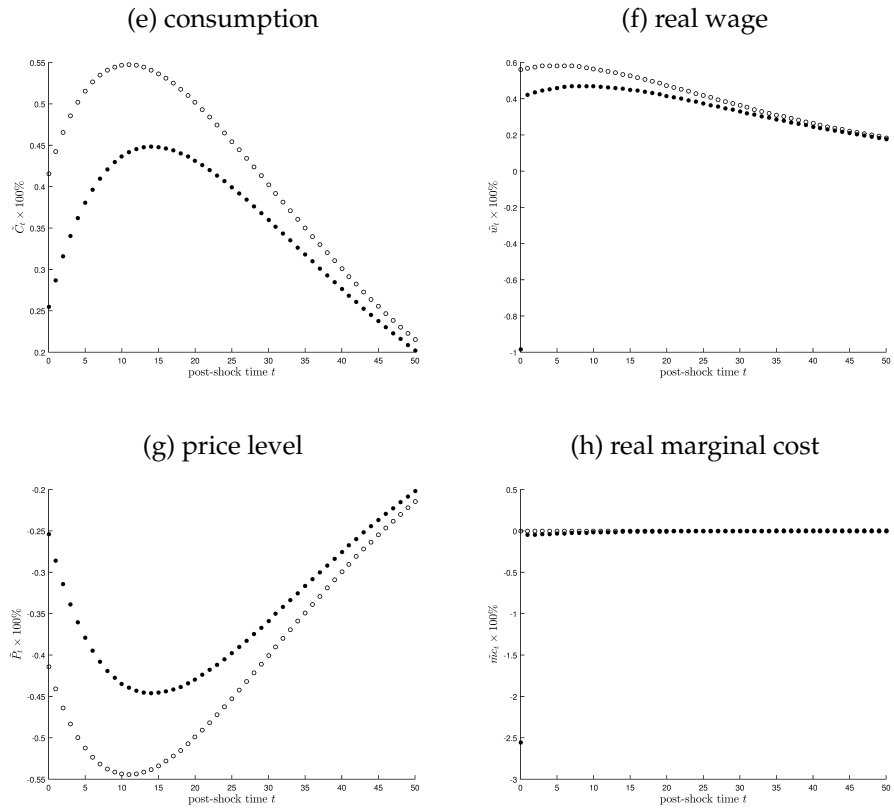 (e) consumption
(f) real wage
0.55
0.5
0.45
0.4
0.35
0.3
0.25
0.2
C̃_t × 100%
0 5 10 15 20 25 30 35 40 45 50
post-shock time t
0.6
0.4
0.2
0
-0.2
-0.4
-0.6
-0.8
-1
w̃_t × 100%
0 5 10 15 20 25 30 35 40 45 50
post-shock time t
(g) price level
(h) real marginal cost
-0.2
-0.25
-0.3
-0.35
-0.4
-0.45
-0.5
-0.55
P̃_t × 100%
0 5 10 15 20 25 30 35 40 45 50
post-shock time t
0.5
0
-0.5
-1
-1.5
-2
-2.5
-3
m̃c_t × 100%
0 5 10 15 20 25 30 35 40 45 50
post-shock time t